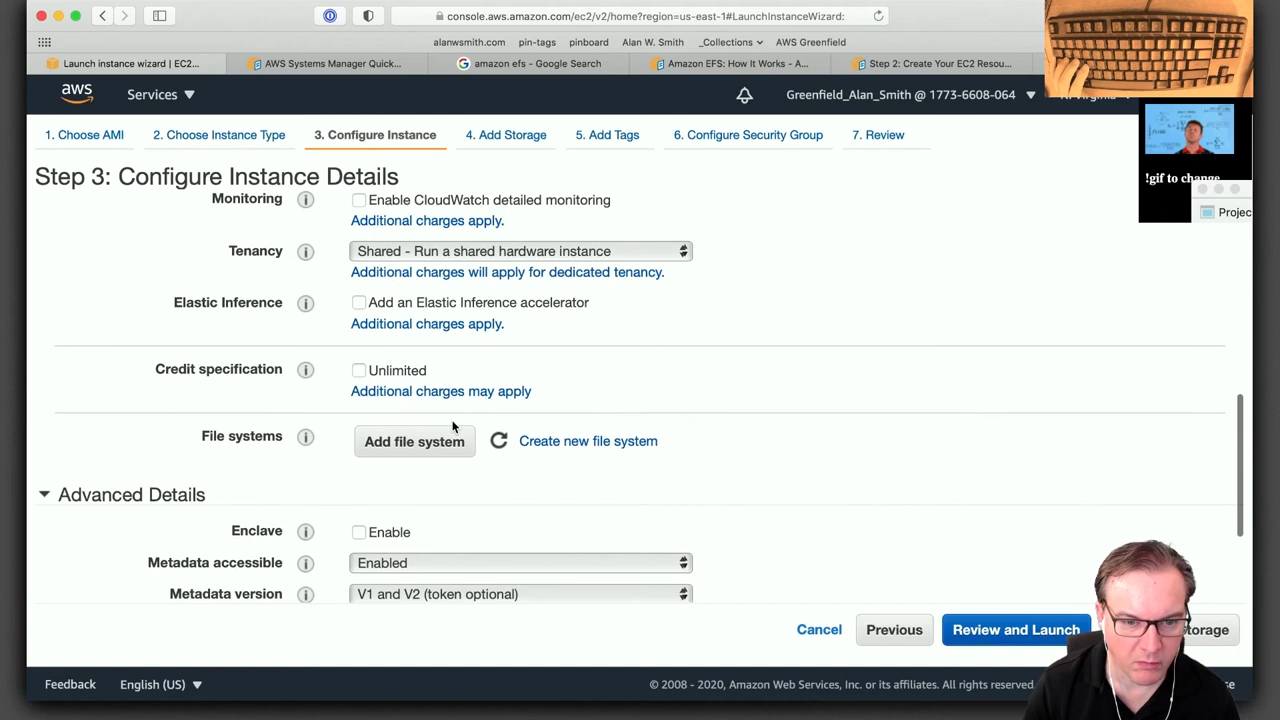 console.aws.amazon.com/ec2/v2/home?region=us-east-1#LaunchInstanceWizard:
alanwsmith.com pin-tags pinboard Alan W. Smith _Collections AWS Greenfield
Launch instance wizard | EC2... AWS Systems Manager Quick... amazon efs - Google Search Amazon EFS: How It Works - A... Step 2: Create Your EC2 Resou...
aws Services Greenfield_Alan_Smith @ 1773-6608-064
1. Choose AMI 2. Choose Instance Type 3. Configure Instance 4. Add Storage 5. Add Tags 6. Configure Security Group 7. Review
!gif to change
Projec
Step 3: Configure Instance Details
Monitoring i Enable CloudWatch detailed monitoring
Additional charges apply.
Tenancy i Shared - Run a shared hardware instance
Additional charges will apply for dedicated tenancy.
Elastic Inference i Add an Elastic Inference accelerator
Additional charges apply.
Credit specification i Unlimited
Additional charges may apply
File systems i Add file system Create new file system
Advanced Details
Enclave i Enable
Metadata accessible i Enabled
Metadata version i V1 and V2 (token optional)
Cancel Previous Review and Launch torage
Feedback English (US) © 2008 - 2020, Amazon Web Services, Inc. or its affiliates. All rights reserved